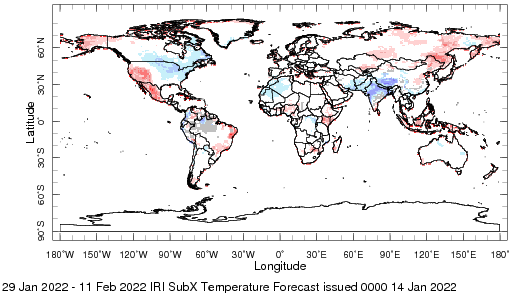 60°N
30°N
0°
30°S
60°S
90°S
Latitude
180°W 150°W 120°W 90°W 60°W 30°W 0° 30°E 60°E 90°E 120°E 150°E 180°E
Longitude
29 Jan 2022 - 11 Feb 2022 IRI SubX Temperature Forecast issued 0000 14 Jan 2022